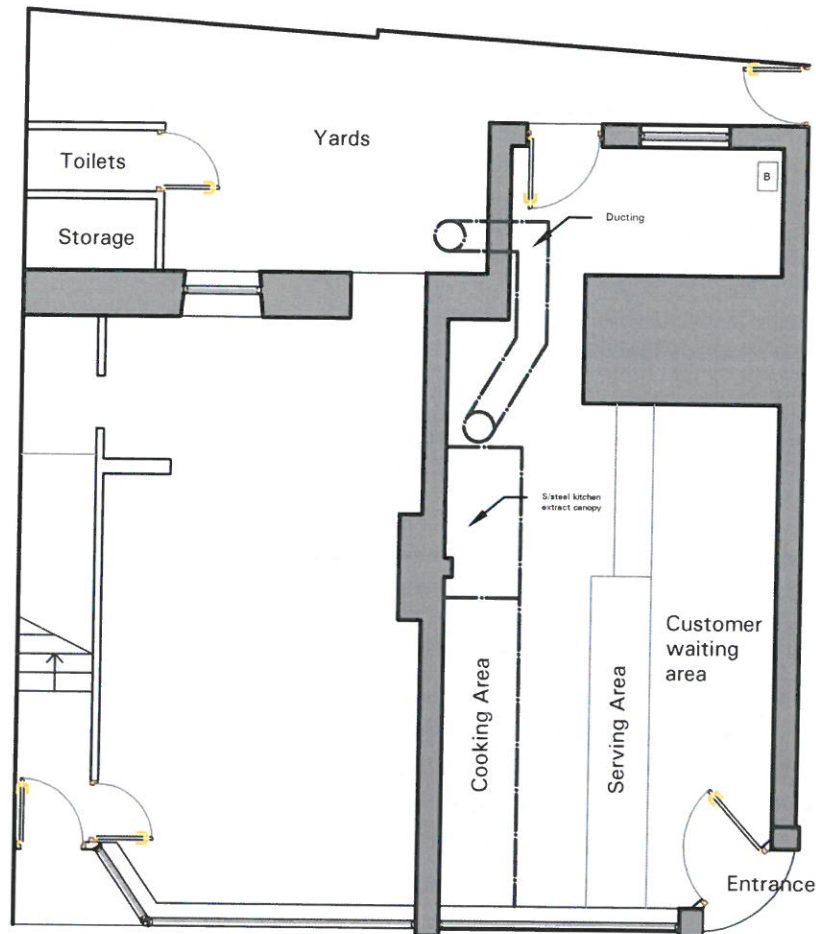 Yards
Toilets
B
Ducting
Storage
S/steel kitchen
extract canopy
Customer
waiting
area
Cooking Area
Serving Area
Entrance